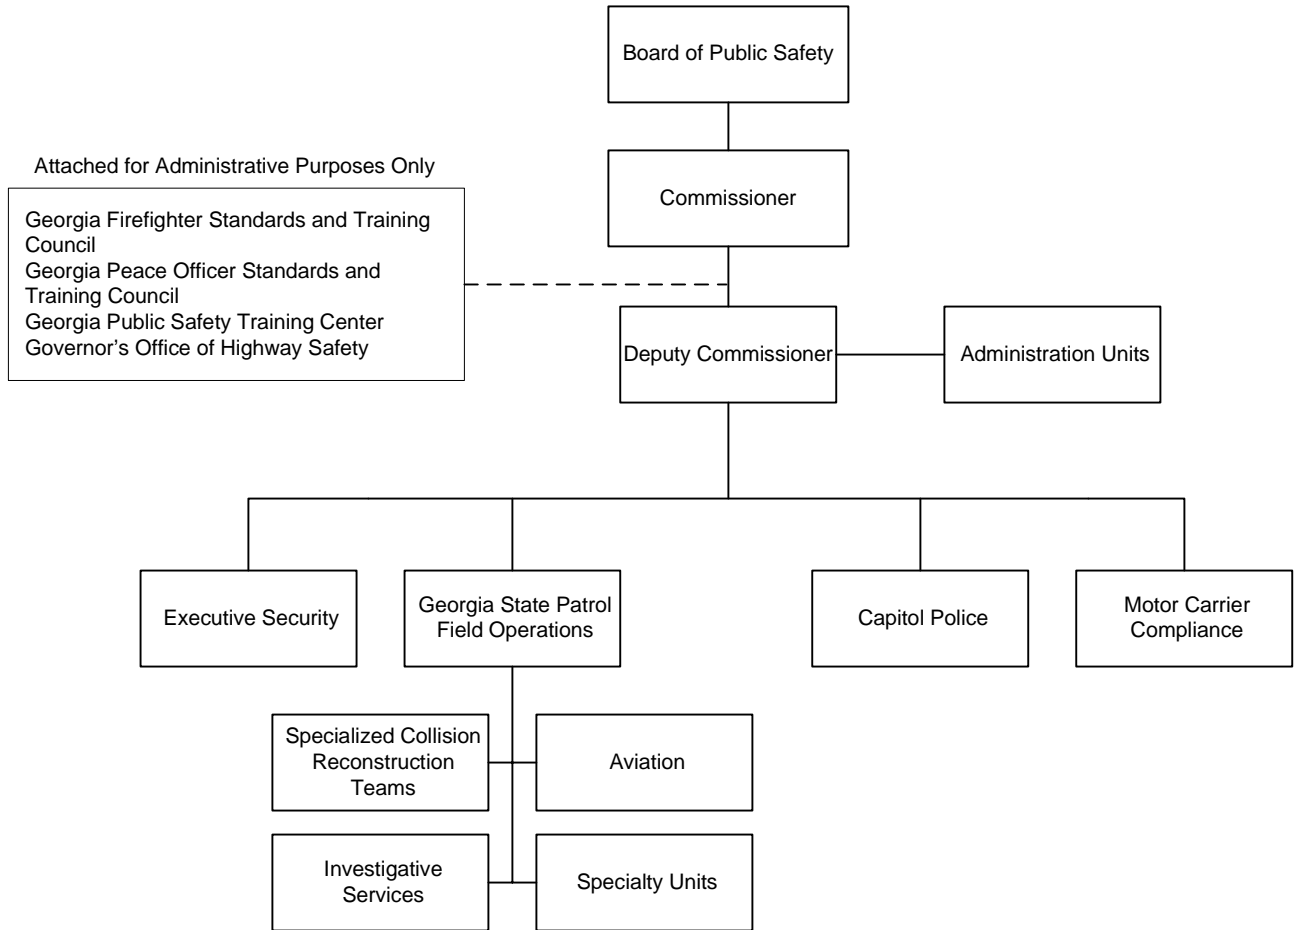 Board of Public Safety
Attached for Administrative Purposes Only
Commissioner
Georgia Firefighter Standards and Training
Council
Georgia Peace Officer Standards and
Training Council
Georgia Public Safety Training Center
Governor’s Office of Highway Safety
Deputy Commissioner
Administration Units
Executive Security
Georgia State Patrol
Field Operations
Capitol Police
Motor Carrier
Compliance
Specialized Collision
Reconstruction
Teams
Aviation
Investigative
Services
Specialty Units